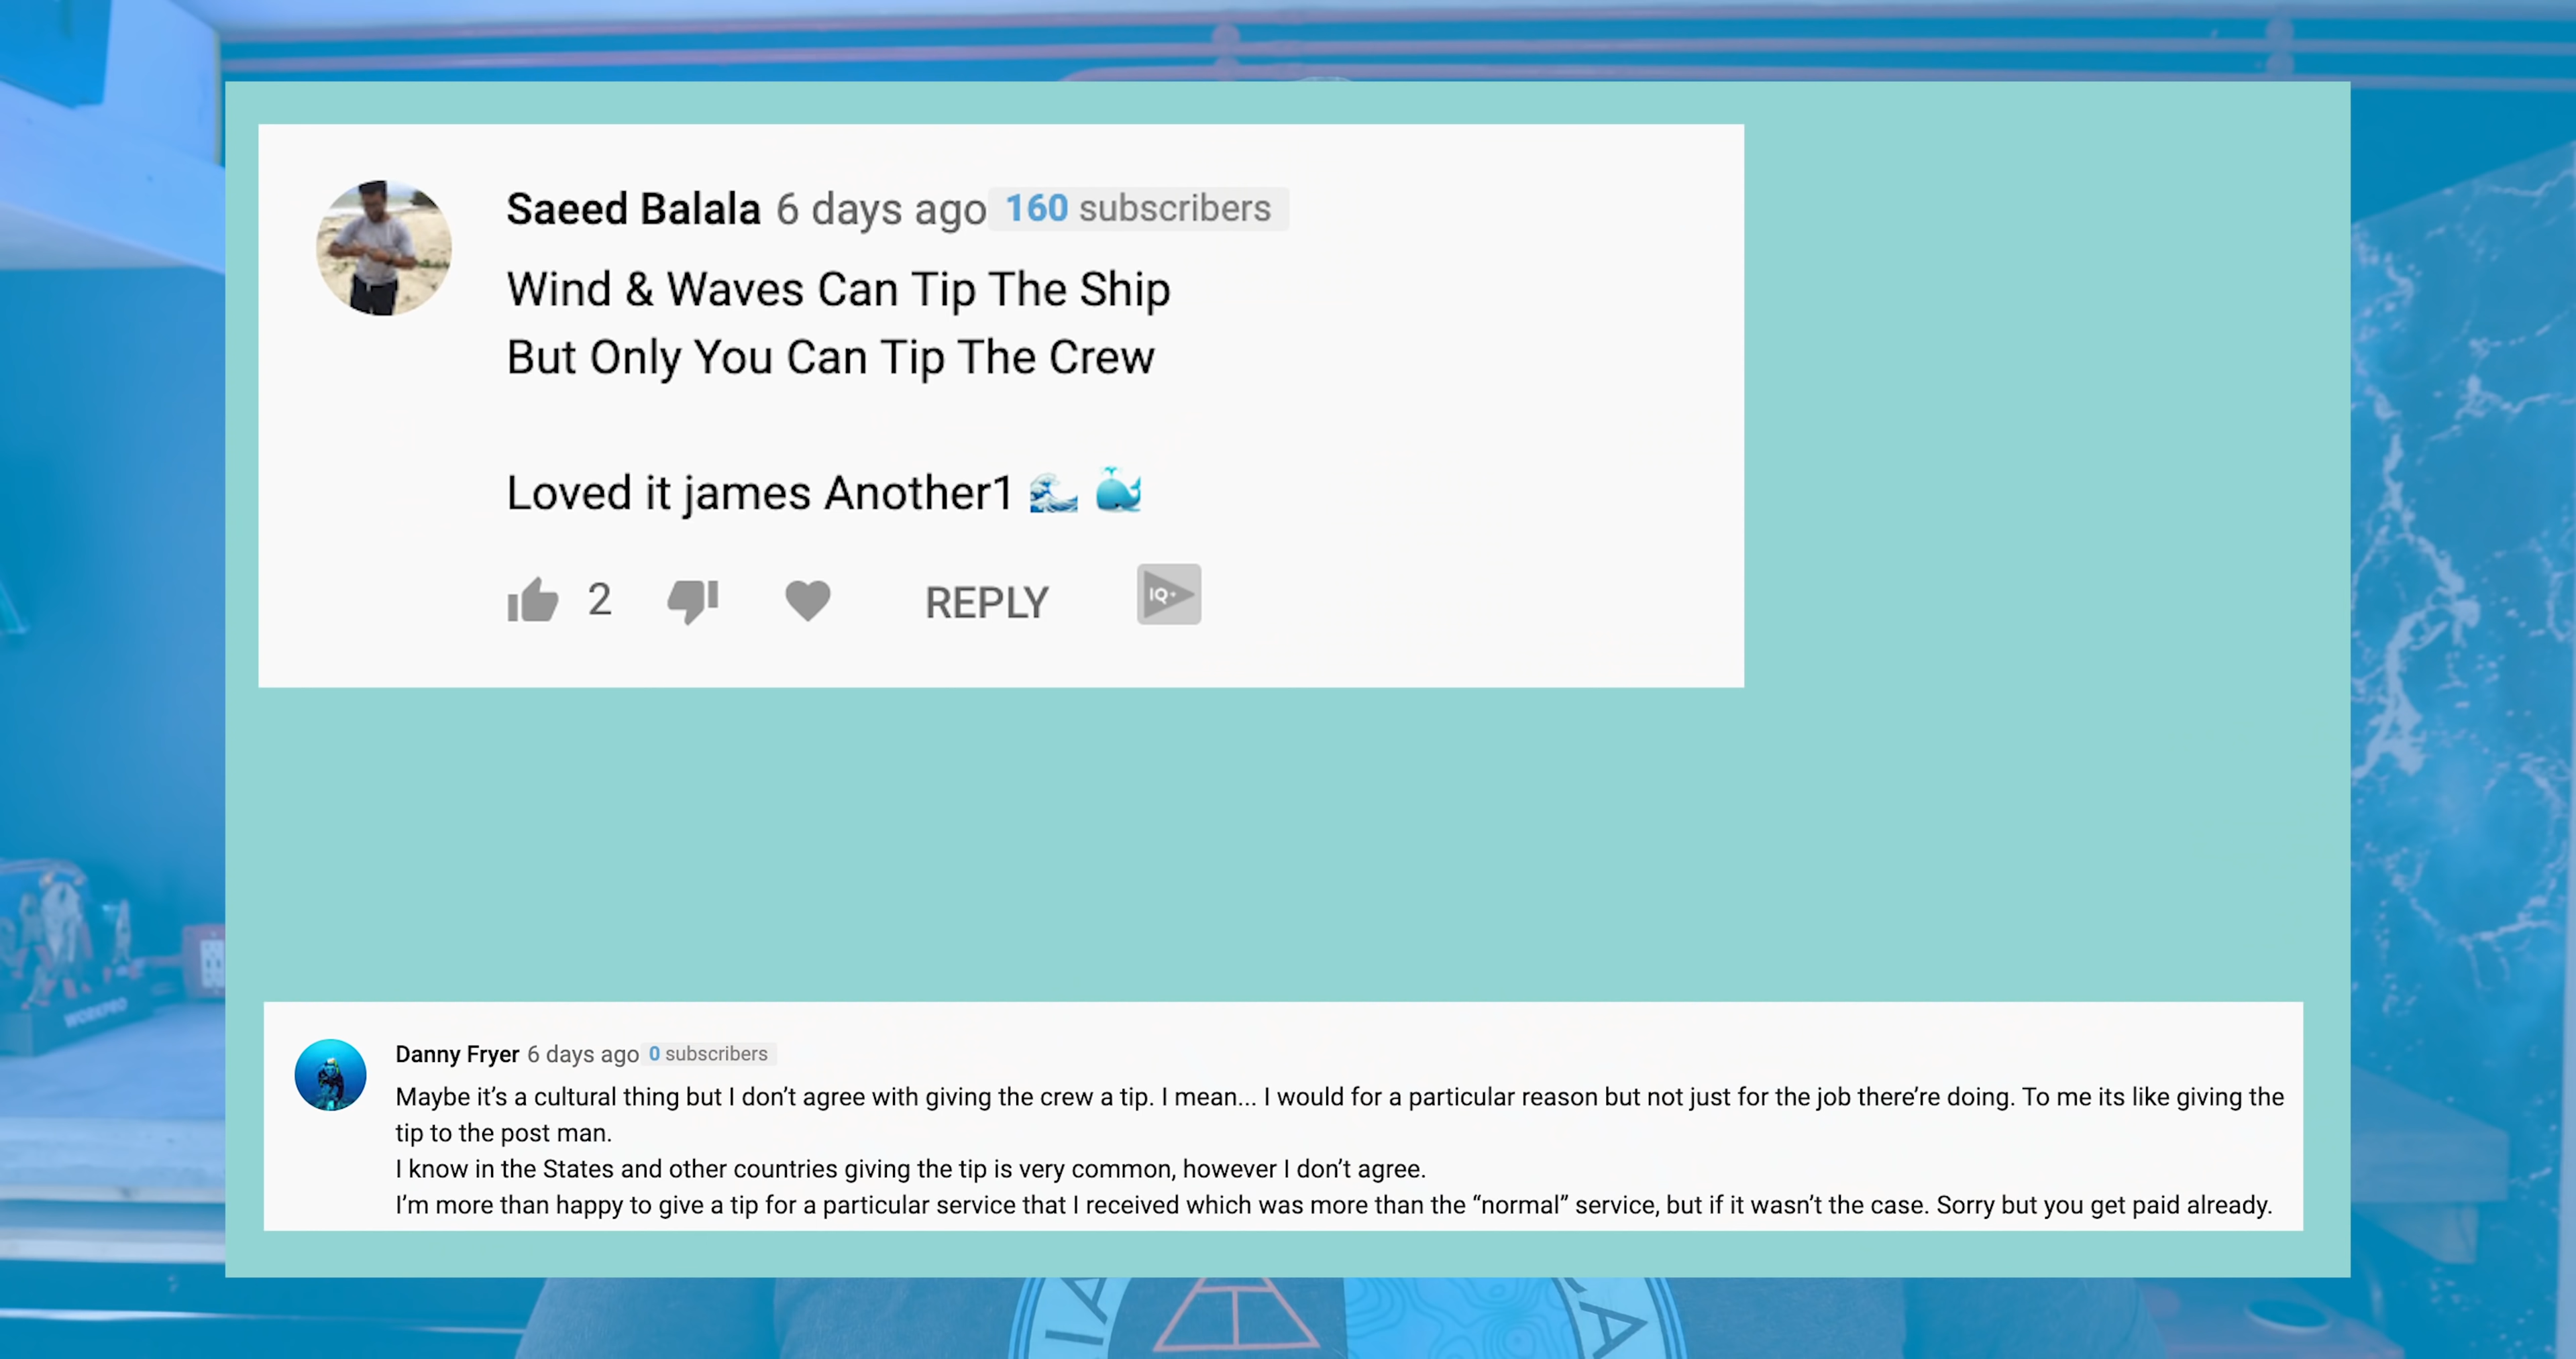 Saeed Balala 6 days ago 160 subscribers
Wind & Waves Can Tip The Ship
But Only You Can Tip The Crew
Loved it james Another1 🌊 🐳
2 REPLY IQ+
Danny Fryer 6 days ago 0 subscribers
Maybe it’s a cultural thing but I don’t agree with giving the crew a tip. I mean... I would for a particular reason but not just for the job there’re doing. To me its like giving the
tip to the post man.
I know in the States and other countries giving the tip is very common, however I don’t agree.
I’m more than happy to give a tip for a particular service that I received which was more than the “normal” service, but if it wasn’t the case. Sorry but you get paid already.
WORKPRO